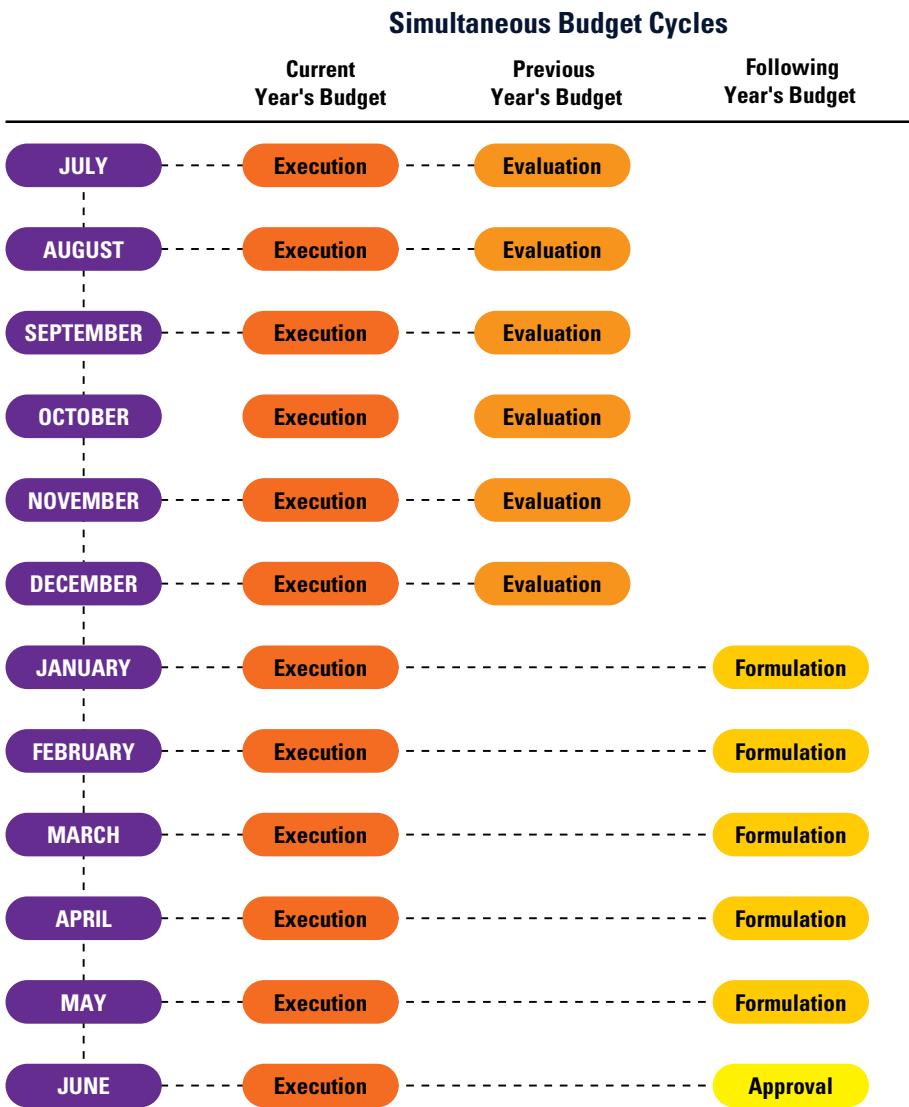 Simultaneous Budget Cycles
Current Year's Budget
Previous Year's Budget
Following Year's Budget
JULY Execution Evaluation
AUGUST Execution Evaluation
SEPTEMBER Execution Evaluation
OCTOBER Execution Evaluation
NOVEMBER Execution Evaluation
DECEMBER Execution Evaluation
JANUARY Execution Formulation
FEBRUARY Execution Formulation
MARCH Execution Formulation
APRIL Execution Formulation
MAY Execution Formulation
JUNE Execution Approval